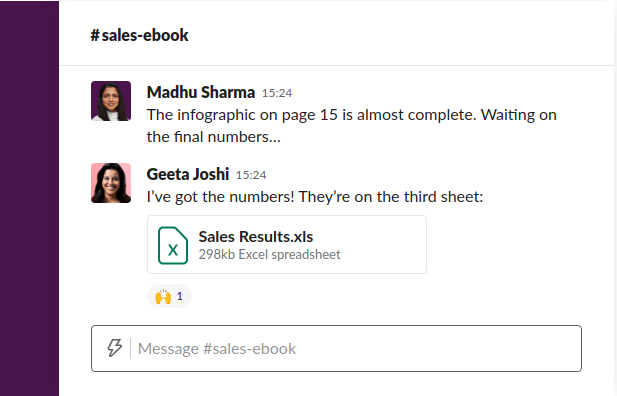 # sales-ebook
Madhu Sharma 15:24
The infographic on page 15 is almost complete. Waiting on
the final numbers...
Geeta Joshi 15:24
I’ve got the numbers! They’re on the third sheet:
X
Sales Results.xls
298kb Excel spreadsheet
🙌 1
Message #sales-ebook